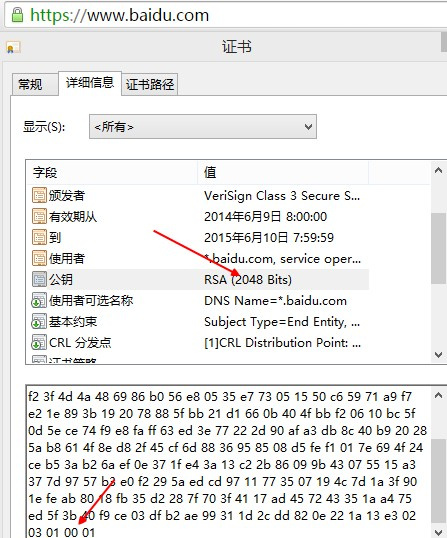 https://www.baidu.com
证书
常规 详细信息 证书路径
显示(S): <所有>
字段 值
颁发者 VeriSign Class 3 Secure S...
有效期从 2014年6月9日 8:00:00
到 2015年6月10日 7:59:59
使用者 *.baidu.com, service oper...
公钥 RSA (2048 Bits)
使用者可选名称 DNS Name=*.baidu.com
基本约束 Subject Type=End Entity, ...
CRL 分发点 [1]CRL Distribution Point: ...
证书策略
f2 3f 4d 4a 48 69 86 b0 56 e8 05 35 e7 73 05 15 50 c6 59 71 a9 f7
e2 1e 89 3b 19 20 78 88 5f bb 21 d1 66 0b 40 4f bb f2 06 10 bc 5f
0d 5e ce 74 f9 e8 fa ff 63 ed 3e 77 22 2d 90 af a3 db 8c 40 b9 20 28
5a b8 61 4f 8e d8 2f 45 cf 6d 88 36 95 85 08 d5 fe f1 01 7e 69 4f 24
ce b5 3a b2 6a ef 0e 37 1f e4 3a 13 c2 2b 86 09 9b 43 07 55 15 a3
37 7d 97 57 b3 e0 f2 29 5a ed cd 97 11 77 35 07 19 4c 7d 1a 3f 90
1e fe ab 80 18 fb 35 d2 28 7f 70 3f 41 17 ad 45 72 43 35 1a a4 75
ed 5f 3b 40 f9 ce 03 df b2 ae 99 31 1d 2c dd 82 0e 22 1a 13 e3 02
03 01 00 01